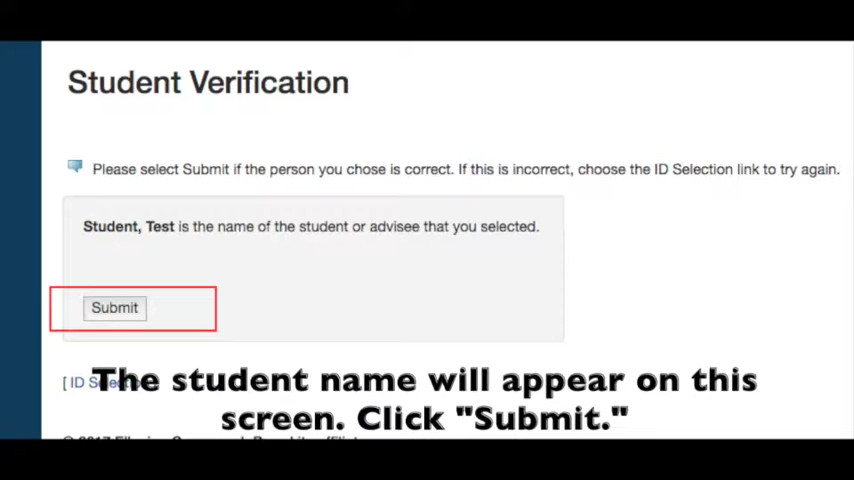 Student Verification
Please select Submit if the person you chose is correct. If this is incorrect, choose the ID Selection link to try again.
Student, Test is the name of the student or advisee that you selected.
Submit
[ ID
The student name will appear on this
screen. Click "Submit."
© 2017